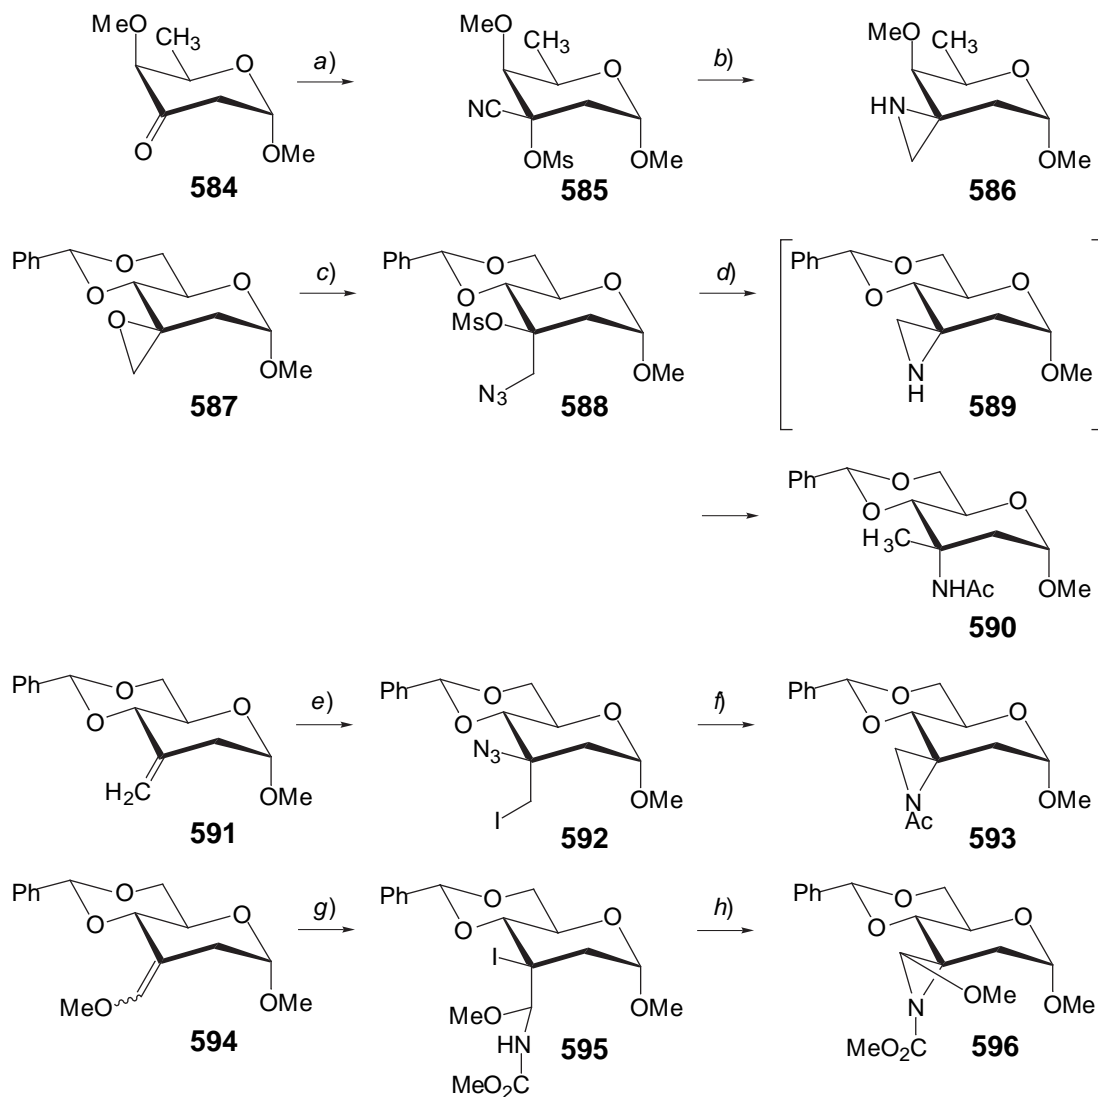 MeO CH3 O a) MeO CH3 O b) MeO CH3 O
O OMe NC OMs OMe HN OMe
584 585 586
Ph O O O c) Ph O O O d) Ph O O O
O OMe MsO N3 OMe N H OMe
587 588 589
Ph O O O
H3C NHAc OMe
590
Ph O O O e) Ph O O O f) Ph O O O
H2C OMe N3 I OMe N Ac OMe
591 592 593
Ph O O O g) Ph O O O h) Ph O O O
MeO OMe I MeO OMe OMe N OMe
HN
MeO2C MeO2C
594 595 596